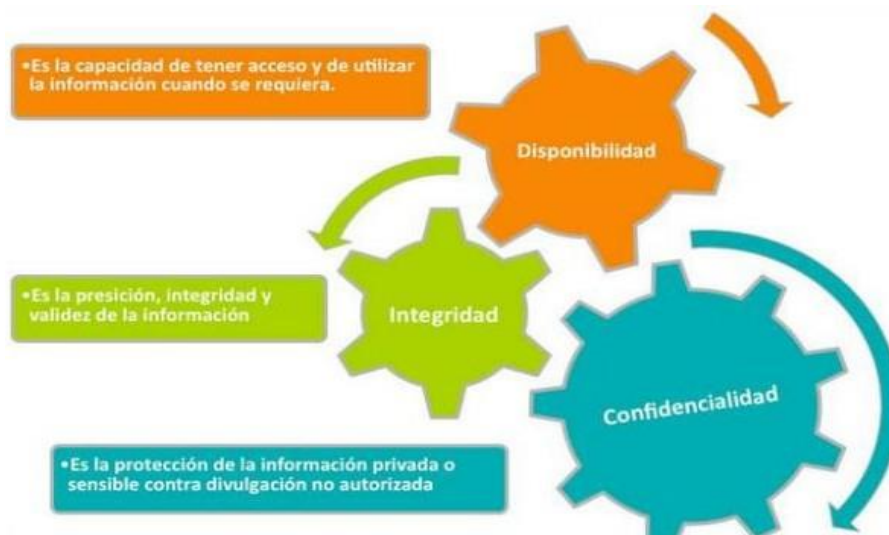 •Es la capacidad de tener acceso y de utilizar
la información cuando se requiera.
Disponibilidad
•Es la presición, integridad y
validez de la información
Integridad
Confidencialidad
•Es la protección de la información privada o
sensible contra divulgación no autorizada